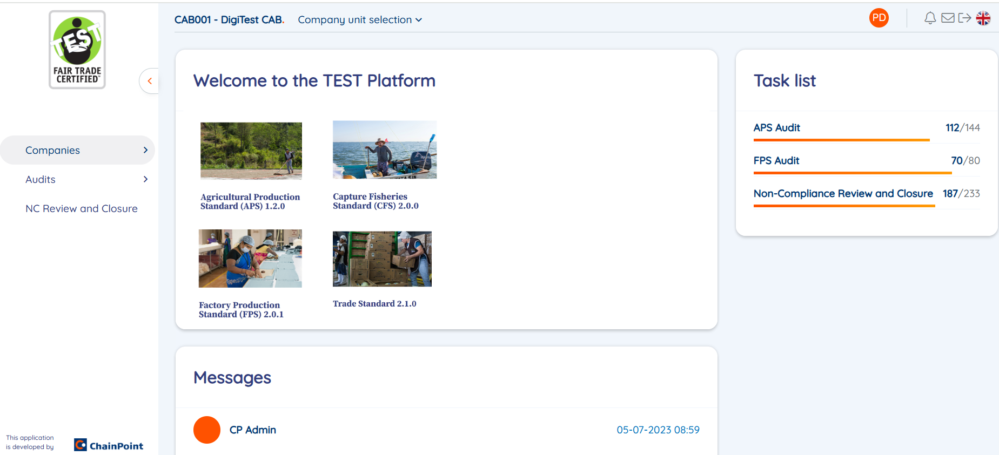 TEST
FAIR TRADE
CERTIFIED™
CAB001 - DigiTest CAB.
Company unit selection
PD
Companies
Audits
NC Review and Closure
Welcome to the TEST Platform
Agricultural Production
Standard (APS) 1.2.0
Capture Fisheries
Standard (CFS) 2.0.0
Factory Production
Standard (FPS) 2.0.1
Trade Standard 2.1.0
Task list
APS Audit 112/144
FPS Audit 70/80
Non-Compliance Review and Closure 187/233
Messages
CP Admin 05-07-2023 08:59
This application
is developed by
ChainPoint